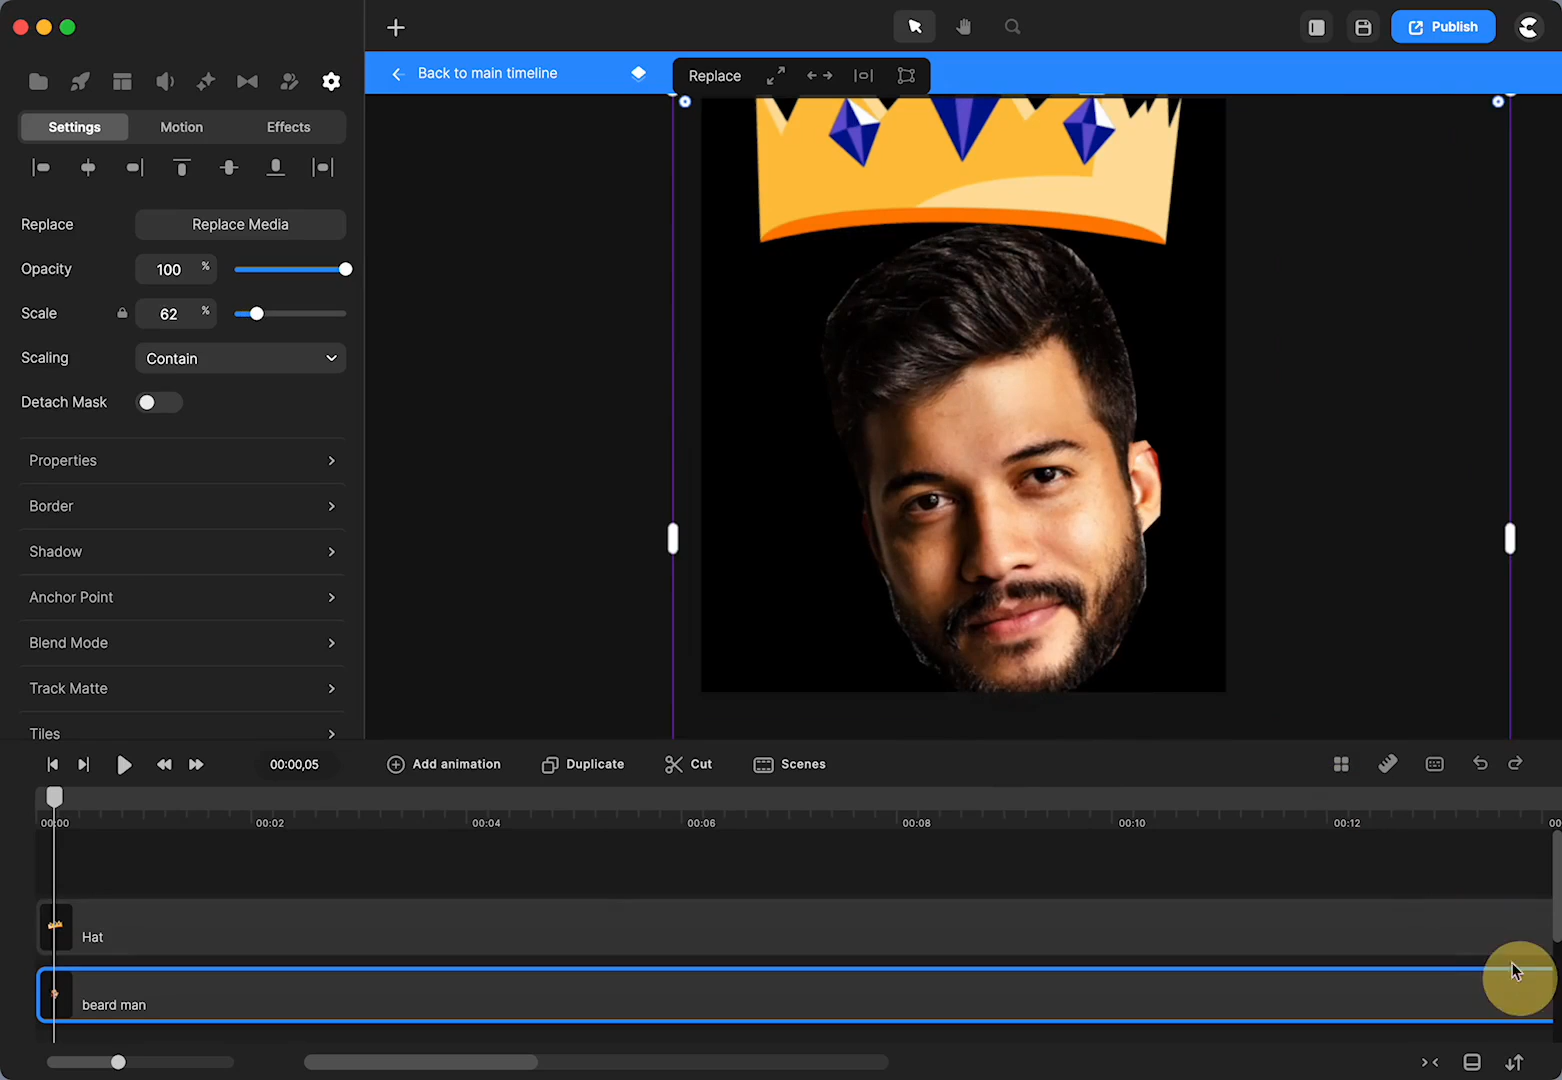 Publish
Back to main timeline
Replace
Settings
Motion
Effects
Replace
Replace Media
Opacity
100 %
Scale
62 %
Scaling
Contain
Detach Mask
Properties
Border
Shadow
Anchor Point
Blend Mode
Track Matte
Tiles
00:00,05
Add animation
Duplicate
Cut
Scenes
00:00
00:02
00:04
00:06
00:08
00:10
00:12
00
Hat
beard man